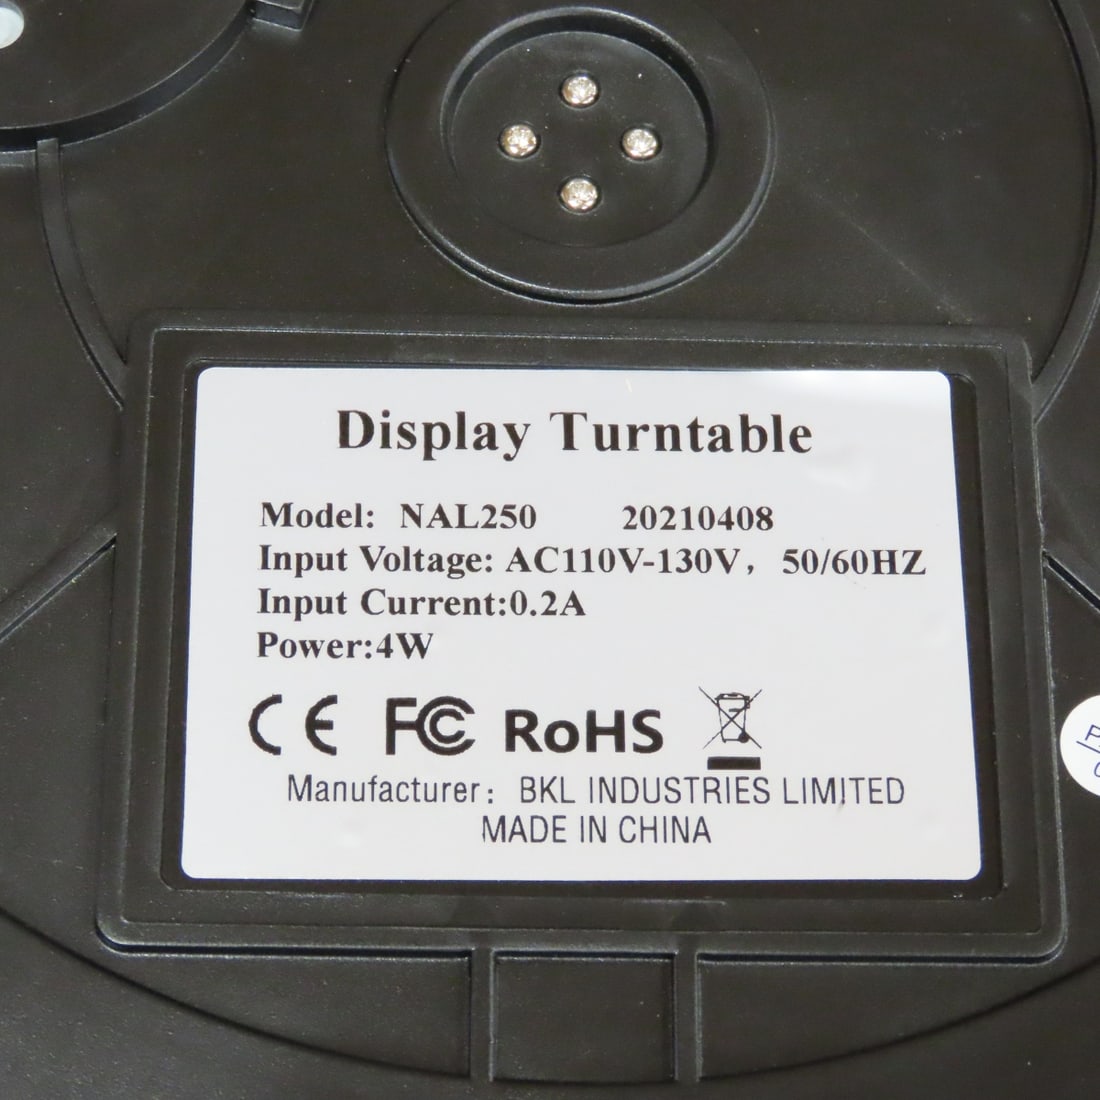 Display Turntable
Model: NAL250 20210408
Input Voltage: AC110V-130V, 50/60HZ
Input Current:0.2A
Power:4W
CE FC RoHS
Manufacturer: BKL INDUSTRIES LIMITED
MADE IN CHINA